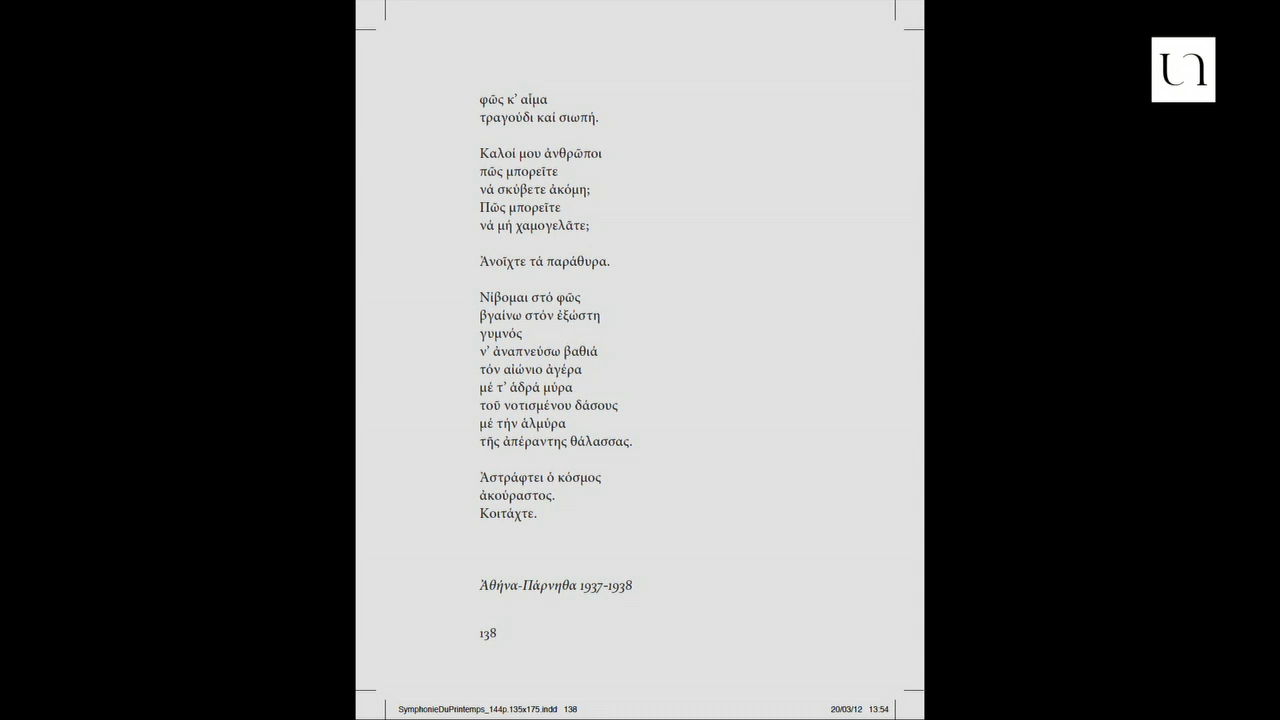 φῶς κ’ αἷμα
τραγούδι καί σιωπή.
Καλοί μου ἀνθρῶποι
πῶς μπορεῖτε
νά σκύβετε ἀκόμη;
Πῶς μπορεῖτε
νά μή χαμογελᾶτε;
Ἀνοῖχτε τά παράθυρα.
Νίβομαι στό φῶς
βγαίνω στόν ἐξώστη
γυμνός
ν’ ἀναπνεύσω βαθιά
τόν αἰώνιο ἀγέρα
μέ τ’ ἁδρά μύρα
τοῦ νοτισμένου δάσους
μέ τήν ἁλμύρα
τῆς ἀπέραντης θάλασσας.
Ἀστράφτει ὁ κόσμος
ἀκούραστος.
Κοιτάχτε.
Ἀθήνα-Πάρνηθα 1937-1938
138
SymphonieDuPrintemps_144p.135x175.indd 138
20/03/12 13:54